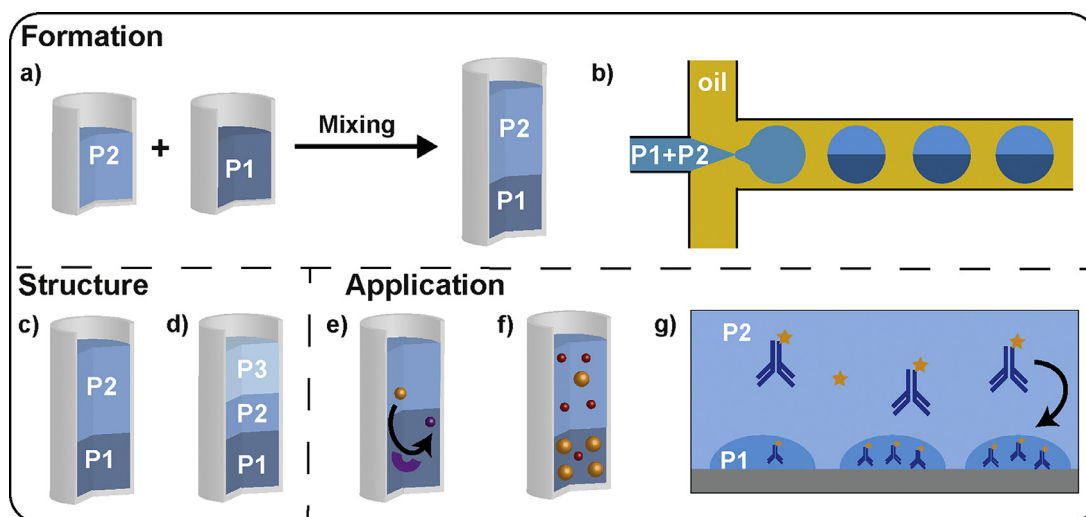 Formation
a)
P2
+
P1
Mixing
P2
P1
b)
oil
P1+P2
Structure
c)
P2
P1
d)
P3
P2
P1
Application
e)
f)
g)
P2
P1